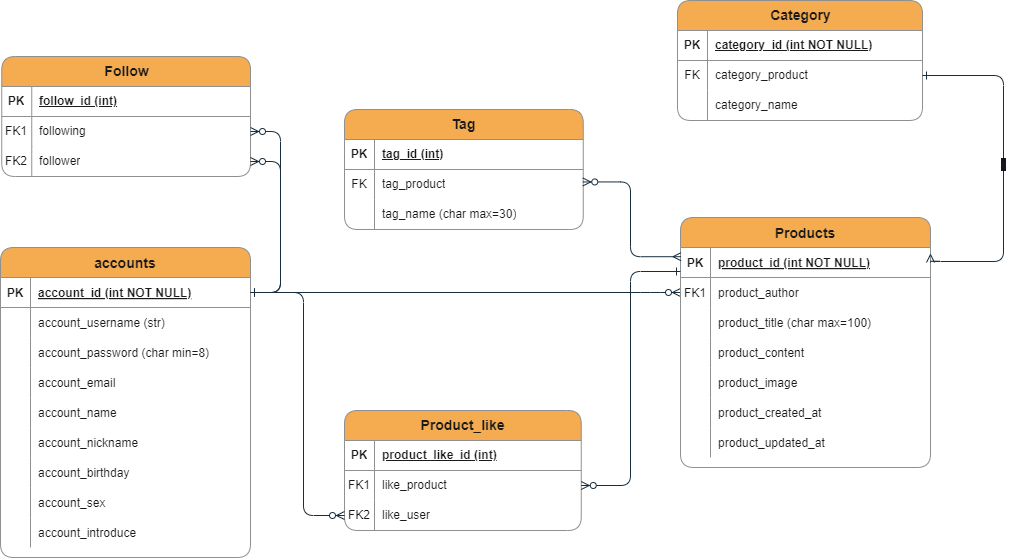 Category
PK category_id (int NOT NULL)
FK category_product
category_name
Follow
PK follow_id (int)
FK1 following
FK2 follower
Tag
PK tag_id (int)
FK tag_product
tag_name (char max=30)
Products
PK product_id (int NOT NULL)
FK1 product_author
product_title (char max=100)
product_content
product_image
product_created_at
product_updated_at
accounts
PK account_id (int NOT NULL)
account_username (str)
account_password (char min=8)
account_email
account_name
account_nickname
account_birthday
account_sex
account_introduce
Product_like
PK product_like_id (int)
FK1 like_product
FK2 like_user